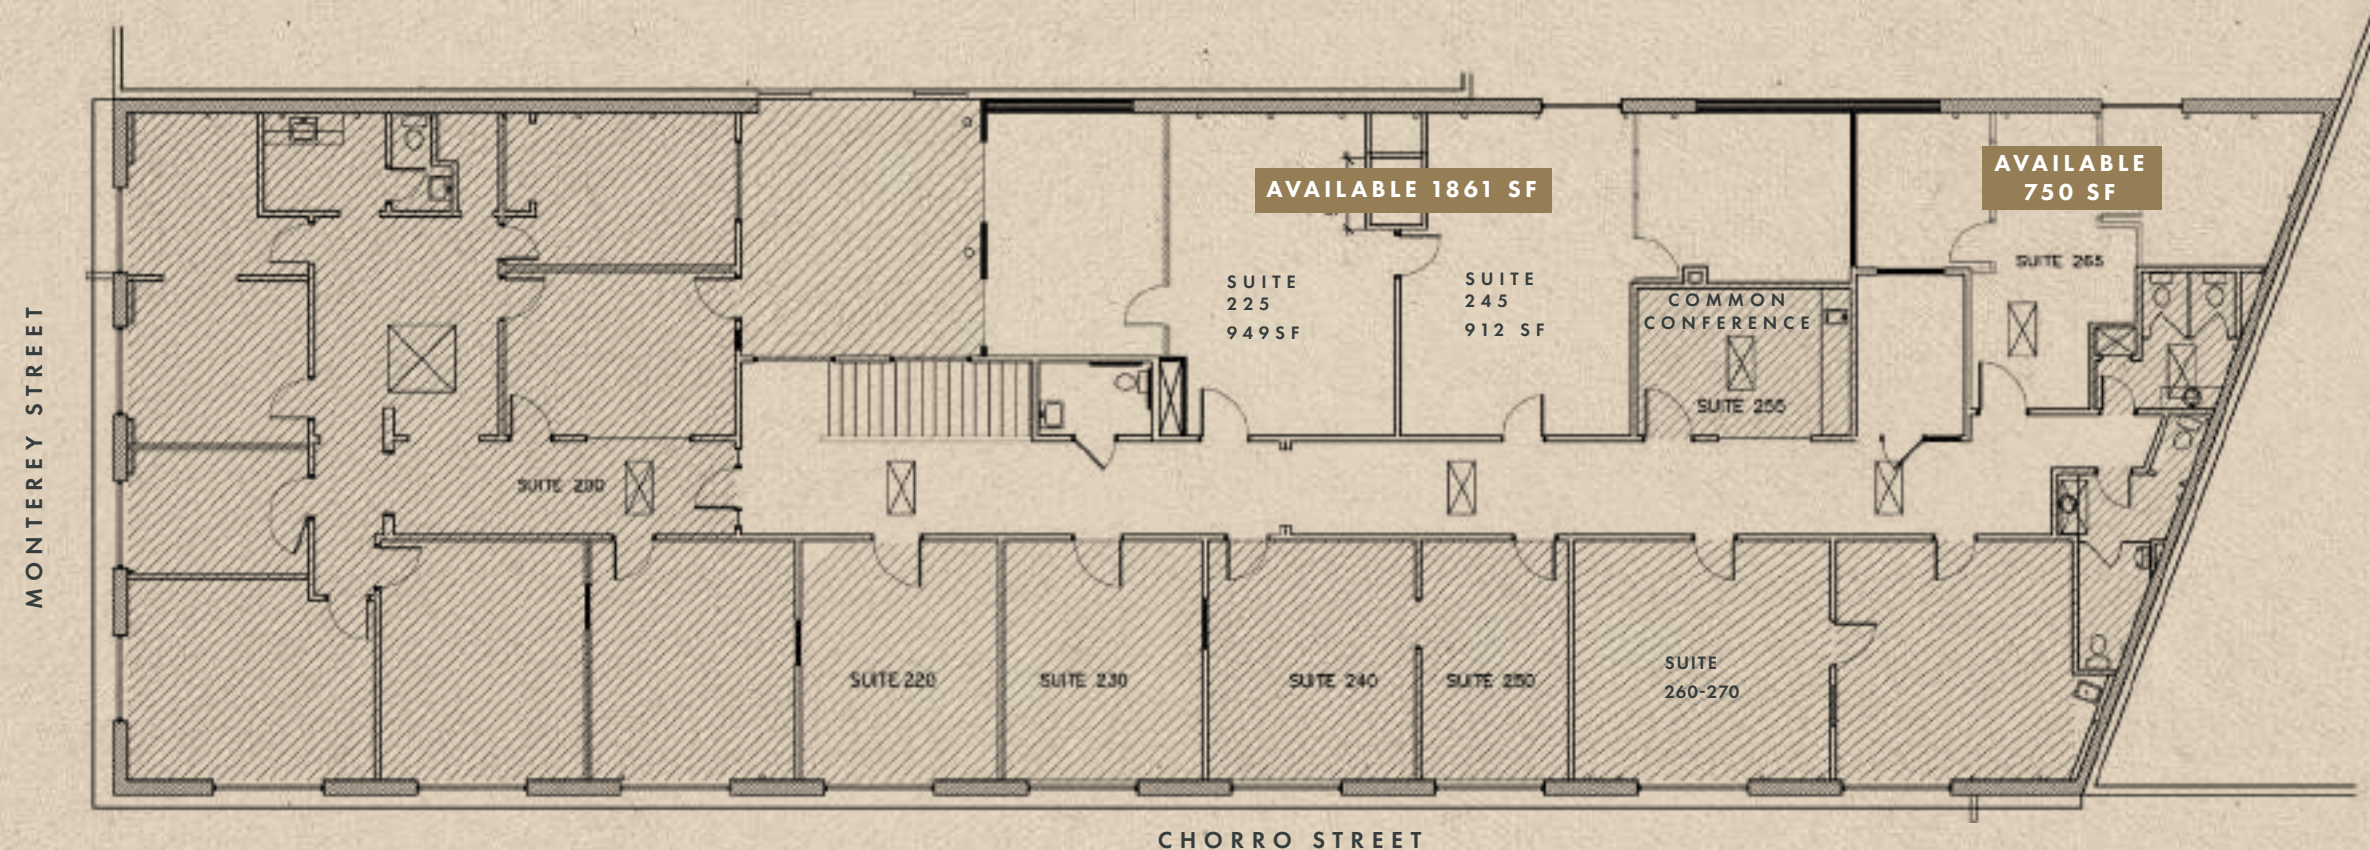 AVAILABLE 1861 SF
AVAILABLE
750 SF
SUITE
225
949SF
SUITE
245
912 SF
COMMON
CONFERENCE
SUITE 255
SUITE 265
MONTEREY STREET
SUITE 200
SUITE 220
SUITE 230
SUITE 240
SUITE 250
SUITE
260-270
CHORRO STREET